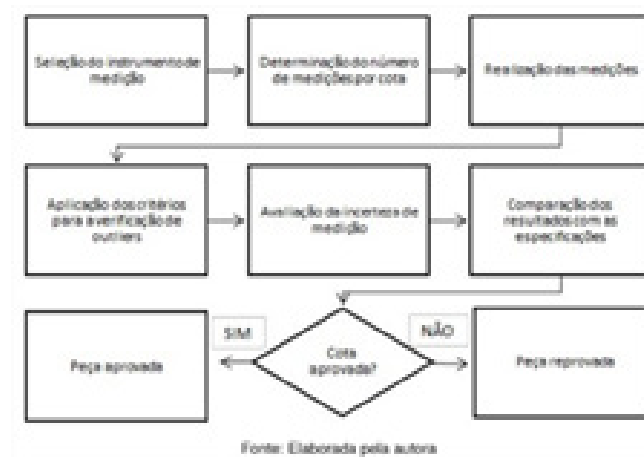 Seleção do instrumento de
medição
Determinação do número
de medições por cota
Realização das medições
Aplicação dos critérios
para a verificação de
outliers
Avaliação da incerteza de
medição
Comparação dos
resultados com as
especificações
SIM
NÃO
Peça aprovada
Cota
aprovada?
Peça reprovada
Fonte: Elaborada pela autora